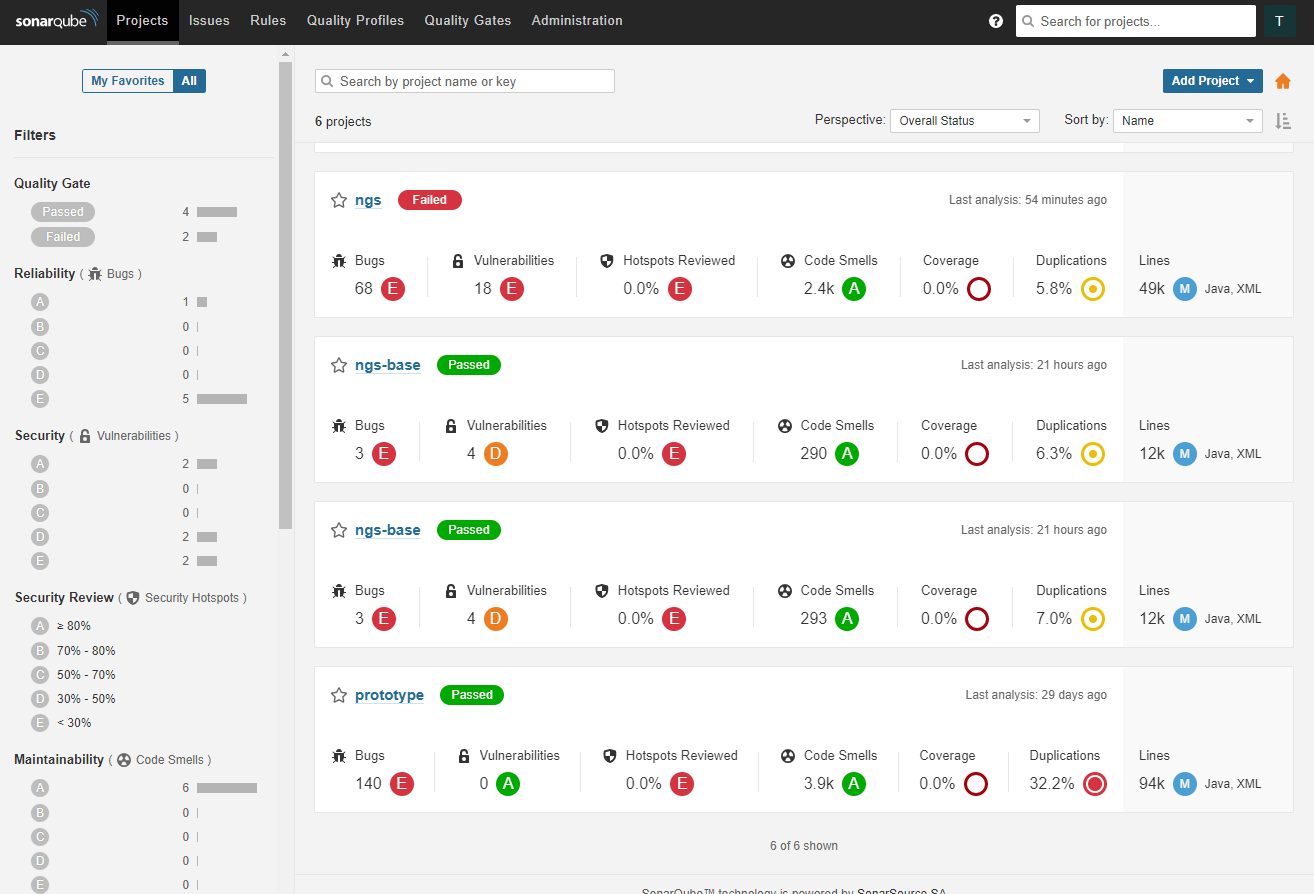 sonarqube Projects Issues Rules Quality Profiles Quality Gates Administration ? Search for projects... T
My Favorites All
Filters
Quality Gate
Passed 4
Failed 2
Reliability ( Bugs )
A 1
B 0
C 0
D 0
E 5
Security ( Vulnerabilities )
A 2
B 0
C 0
D 2
E 2
Security Review ( Security Hotspots )
A ≥ 80%
B 70% - 80%
C 50% - 70%
D 30% - 50%
E < 30%
Maintainability ( Code Smells )
A 6
B 0
C 0
D 0
E 0
Search by project name or key Add Project
6 projects Perspective: Overall Status Sort by: Name
ngs Failed Last analysis: 54 minutes ago
Bugs Vulnerabilities Hotspots Reviewed Code Smells Coverage Duplications Lines
68 E 18 E 0.0% E 2.4k A 0.0% 5.8% 49k M Java, XML
ngs-base Passed Last analysis: 21 hours ago
Bugs Vulnerabilities Hotspots Reviewed Code Smells Coverage Duplications Lines
3 E 4 D 0.0% E 290 A 0.0% 6.3% 12k M Java, XML
ngs-base Passed Last analysis: 21 hours ago
Bugs Vulnerabilities Hotspots Reviewed Code Smells Coverage Duplications Lines
3 E 4 D 0.0% E 293 A 0.0% 7.0% 12k M Java, XML
prototype Passed Last analysis: 29 days ago
Bugs Vulnerabilities Hotspots Reviewed Code Smells Coverage Duplications Lines
140 E 0 A 0.0% E 3.9k A 0.0% 32.2% 94k M Java, XML
6 of 6 shown
SonarQube™ technology is powered by SonarSource SA